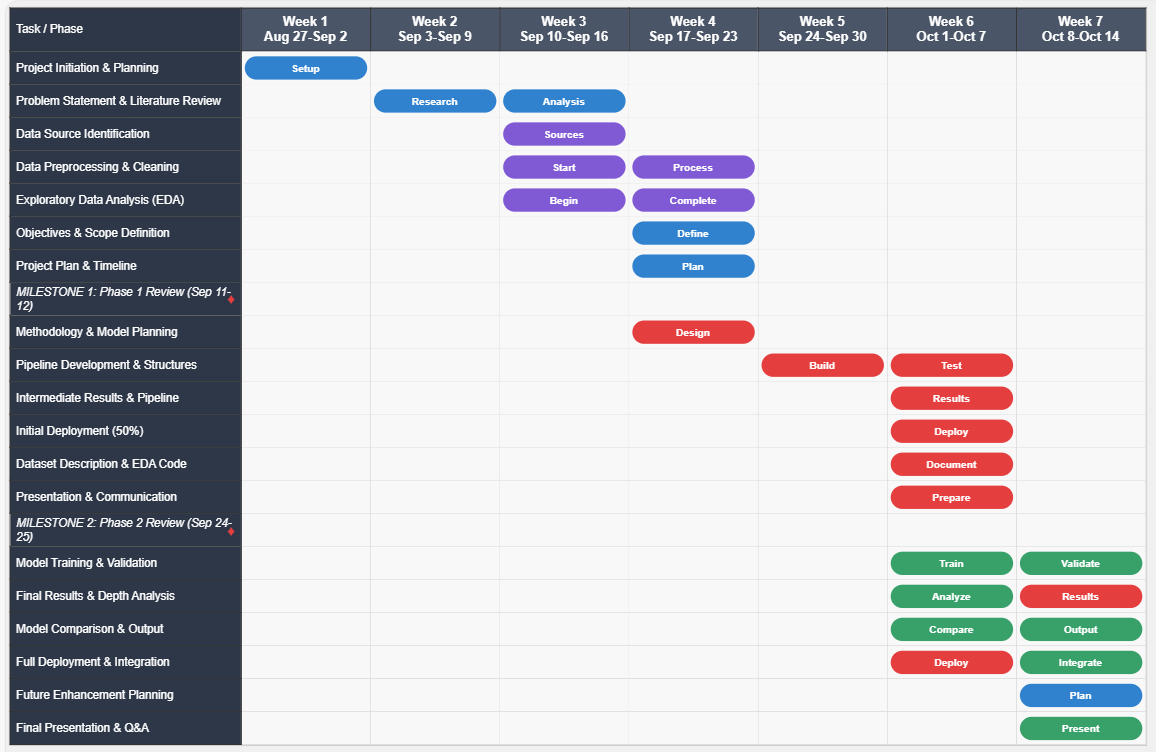 Task / Phase
Week 1
Aug 27-Sep 2
Week 2
Sep 3-Sep 9
Week 3
Sep 10-Sep 16
Week 4
Sep 17-Sep 23
Week 5
Sep 24-Sep 30
Week 6
Oct 1-Oct 7
Week 7
Oct 8-Oct 14
Project Initiation & Planning
Setup
Problem Statement & Literature Review
Research
Analysis
Data Source Identification
Sources
Data Preprocessing & Cleaning
Start
Process
Exploratory Data Analysis (EDA)
Begin
Complete
Objectives & Scope Definition
Define
Project Plan & Timeline
Plan
MILESTONE 1: Phase 1 Review (Sep 11-
12)
Methodology & Model Planning
Design
Pipeline Development & Structures
Build
Test
Intermediate Results & Pipeline
Results
Initial Deployment (50%)
Deploy
Dataset Description & EDA Code
Document
Presentation & Communication
Prepare
MILESTONE 2: Phase 2 Review (Sep 24-
25)
Model Training & Validation
Train
Validate
Final Results & Depth Analysis
Analyze
Results
Model Comparison & Output
Compare
Output
Full Deployment & Integration
Deploy
Integrate
Future Enhancement Planning
Plan
Final Presentation & Q&A
Present